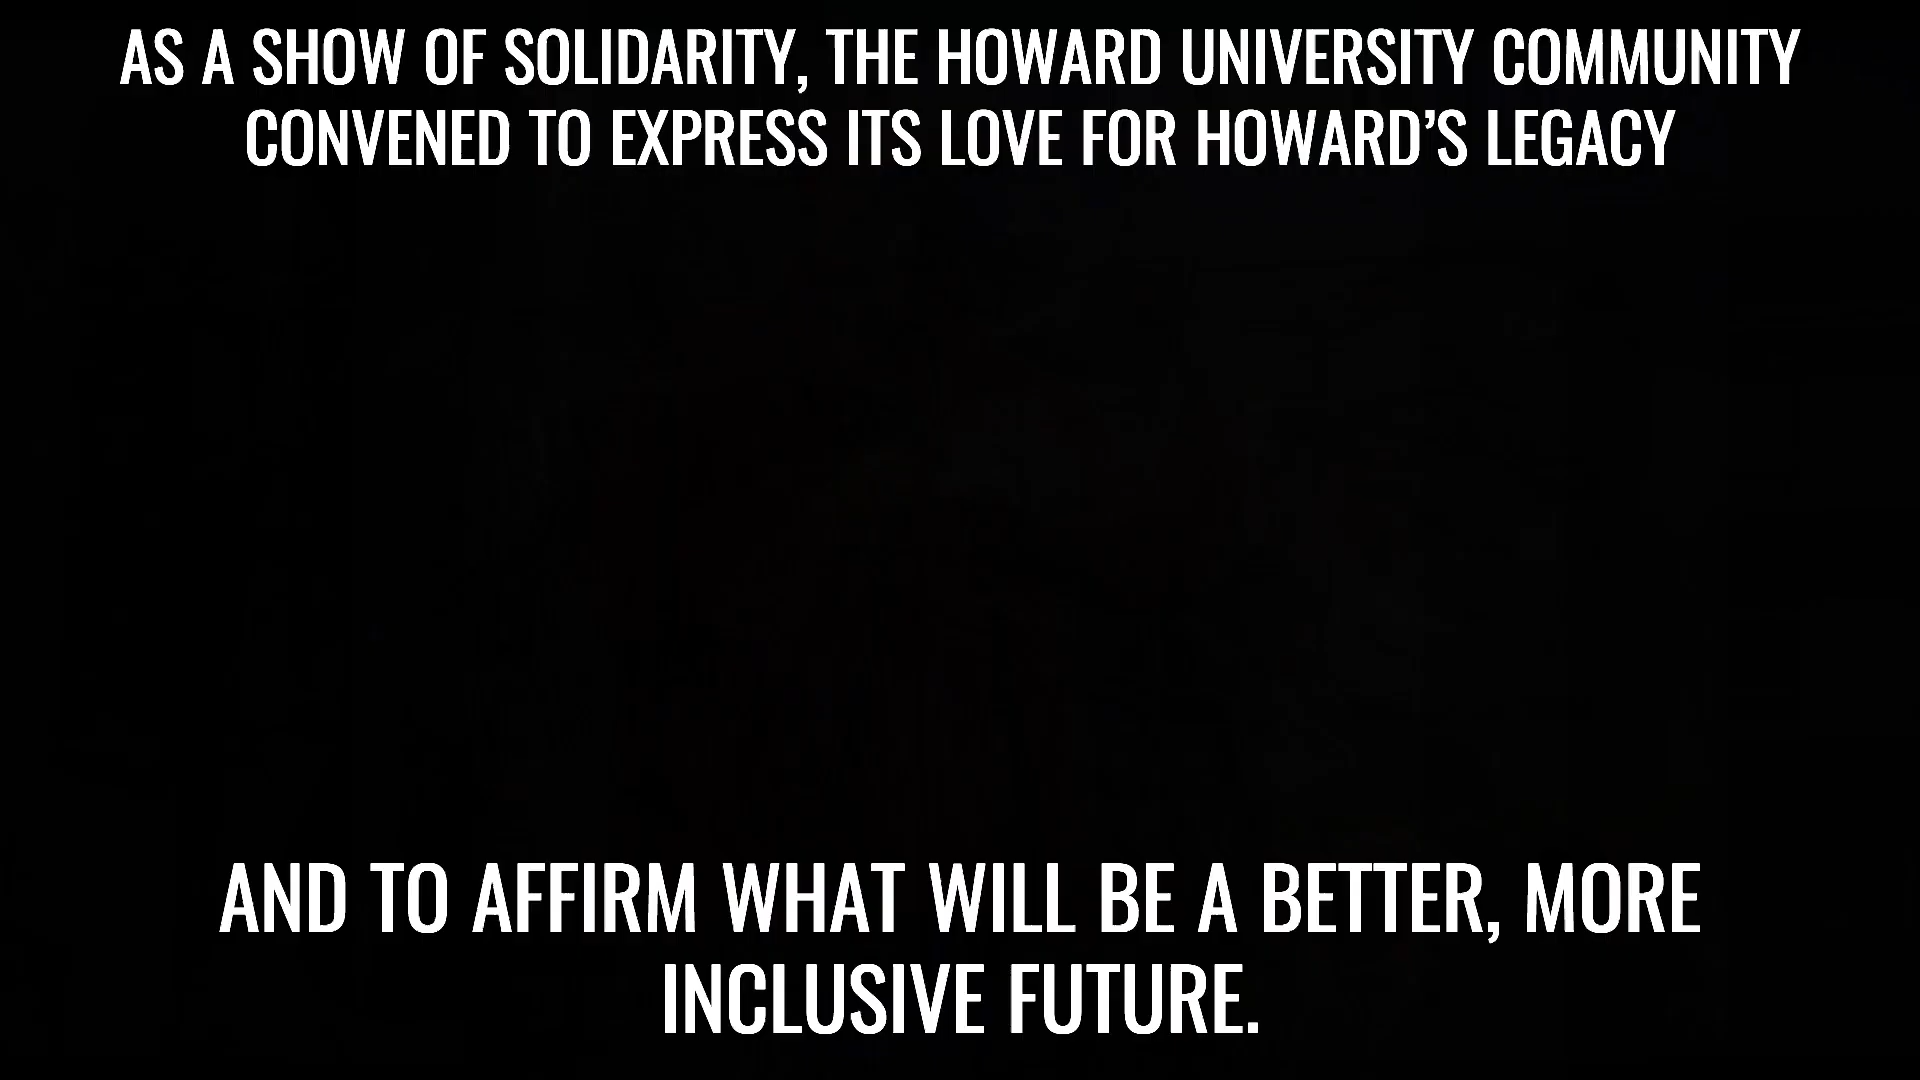 AS A SHOW OF SOLIDARITY, THE HOWARD UNIVERSITY COMMUNITY
CONVENED TO EXPRESS ITS LOVE FOR HOWARD’S LEGACY
AND TO AFFIRM WHAT WILL BE A BETTER, MORE
INCLUSIVE FUTURE.